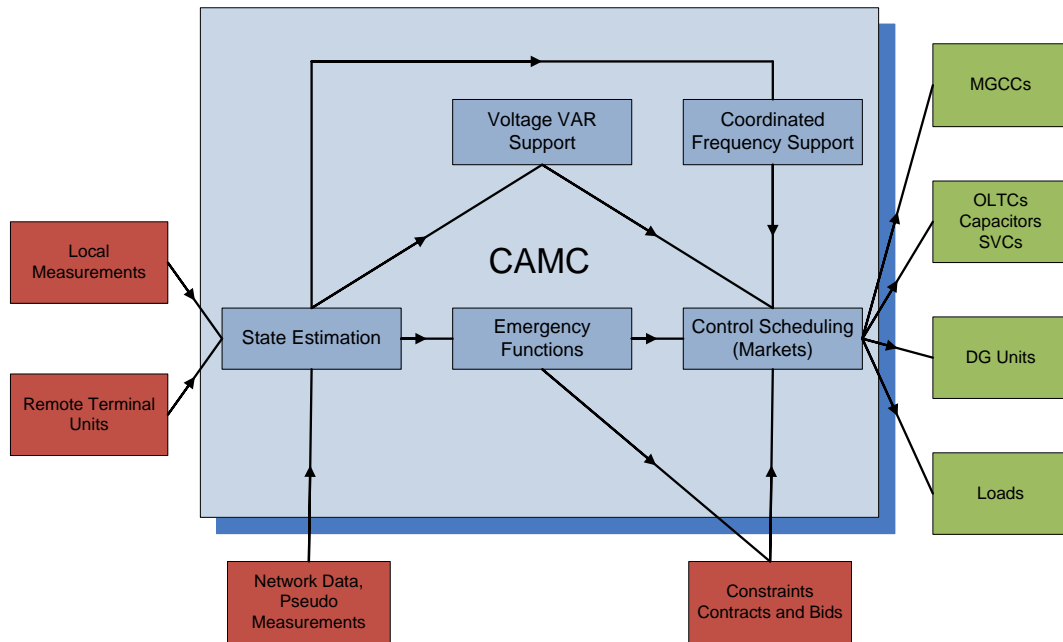 MGCCs
Voltage VAR
Support
Coordinated
Frequency Support
OLTCs
Capacitors
SVCs
Local
Measurements
CAMC
State Estimation
Emergency
Functions
Control Scheduling
(Markets)
DG Units
Remote Terminal
Units
Loads
Network Data,
Pseudo
Measurements
Constraints
Contracts and Bids